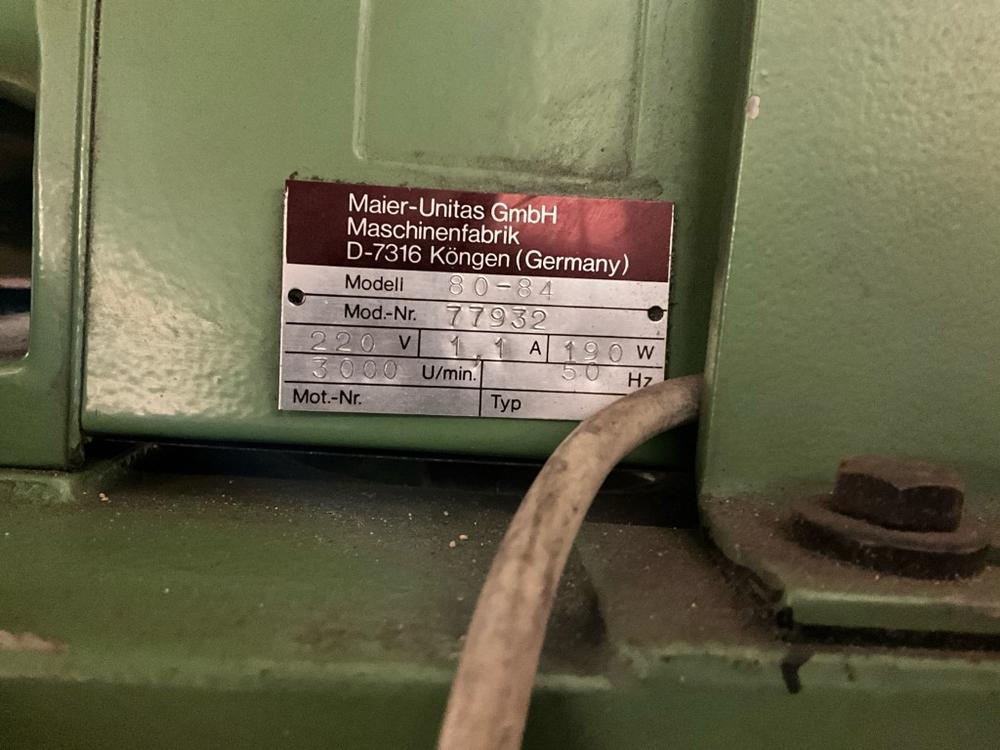 Maier-Unitas GmbH
Maschinenfabrik
D-7316 Köngen (Germany)
Modell 80-84
Mod.-Nr. 77932
220 V 1,1 A 190 W
3000 U/min. 50 Hz
Mot.-Nr. Typ